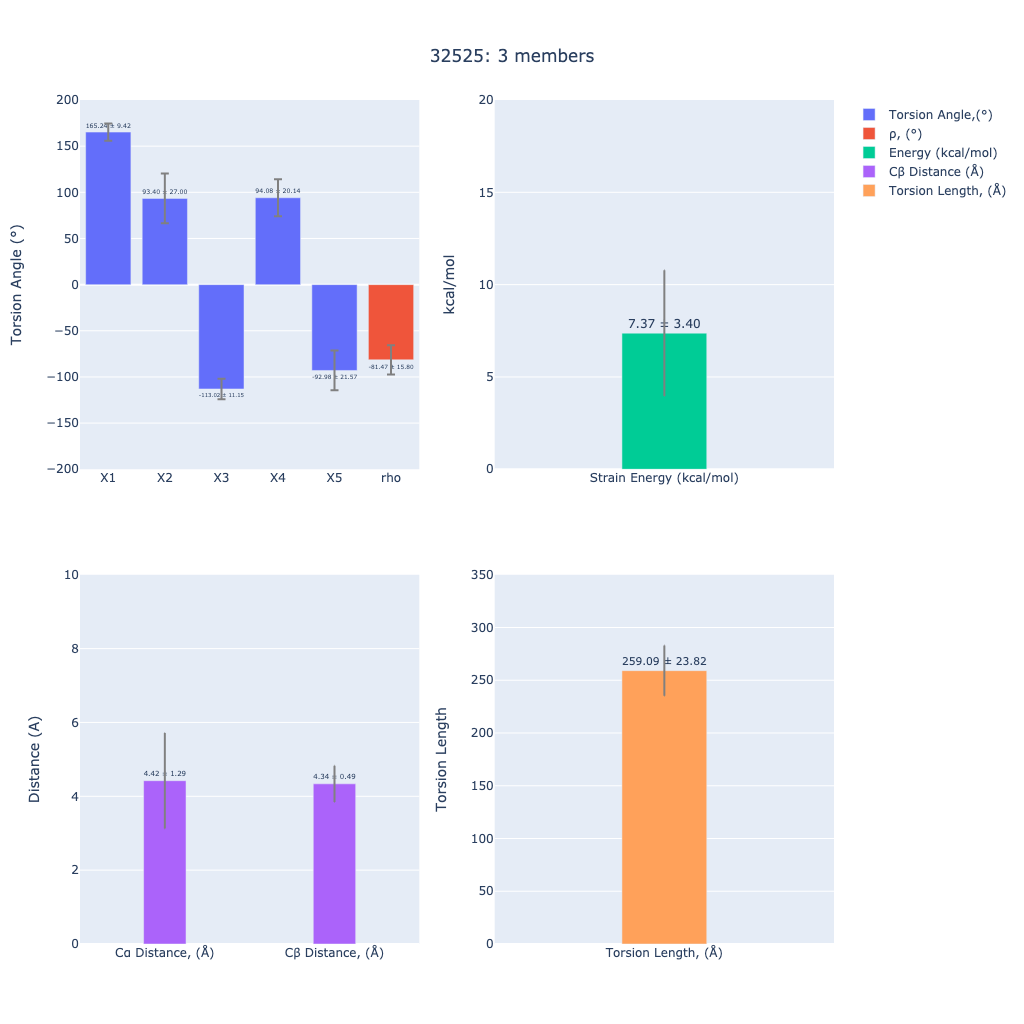 32525: 3 members
Torsion Angle (°)
200
150
100
50
0
−50
−100
−150
−200
165.24 ± 9.42
93.40 ± 27.00
-113.02 ± 11.15
94.08 ± 20.14
-92.98 ± 21.57
-81.47 ± 15.80
X1 X2 X3 X4 X5 rho
kcal/mol
20
15
10
5
0
7.37 ± 3.40
Strain Energy (kcal/mol)
Torsion Angle,(°)
ρ, (°)
Energy (kcal/mol)
Cβ Distance (Å)
Torsion Length, (Å)
Distance (A)
10
8
6
4
2
0
4.42 ± 1.29
4.34 ± 0.49
Cα Distance, (Å) Cβ Distance, (Å)
Torsion Length
350
300
250
200
150
100
50
0
259.09 ± 23.82
Torsion Length, (Å)